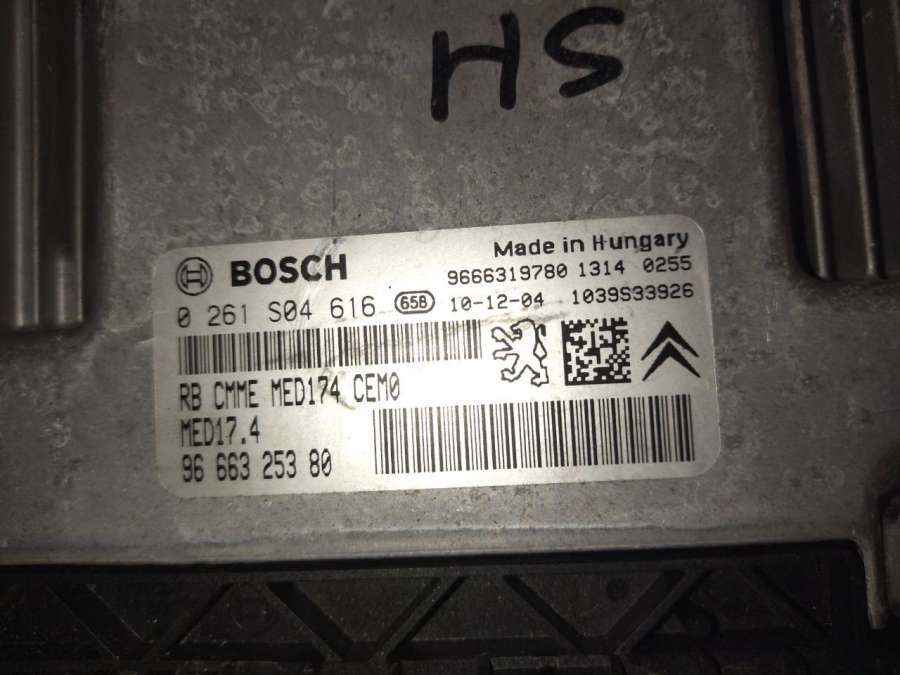 HS
BOSCH
Made in Hungary
9666319780 1314 0255
0 261 S04 616 658 10-12-04 1039S33926
RB CMME MED174 CEM0
MED17.4
96 663 253 80